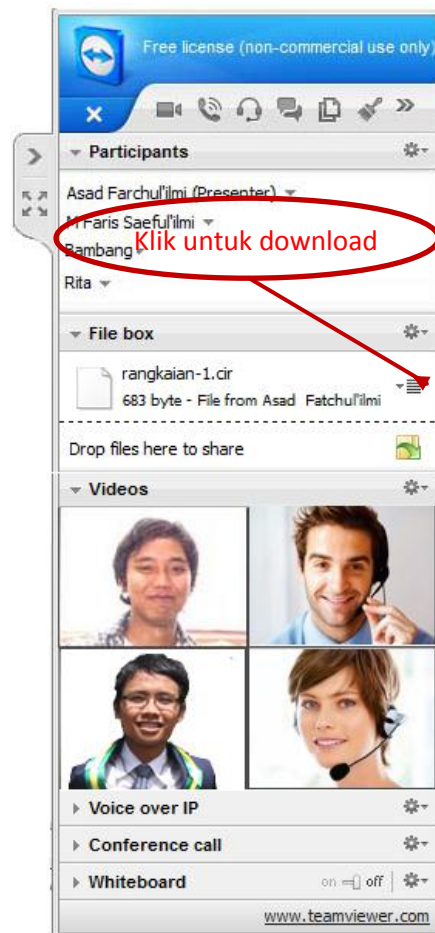 Free license (non-commercial use only)
Participants
Asad Farchul'ilmi (Presenter)
M Faris Saeful'ilmi
Klik untuk download
Bambang
Rita
File box
rangkaian-1.cir
683 byte - File from Asad Fatchul'ilmi
Drop files here to share
Videos
Voice over IP
Conference call
Whiteboard on off
www.teamviewer.com